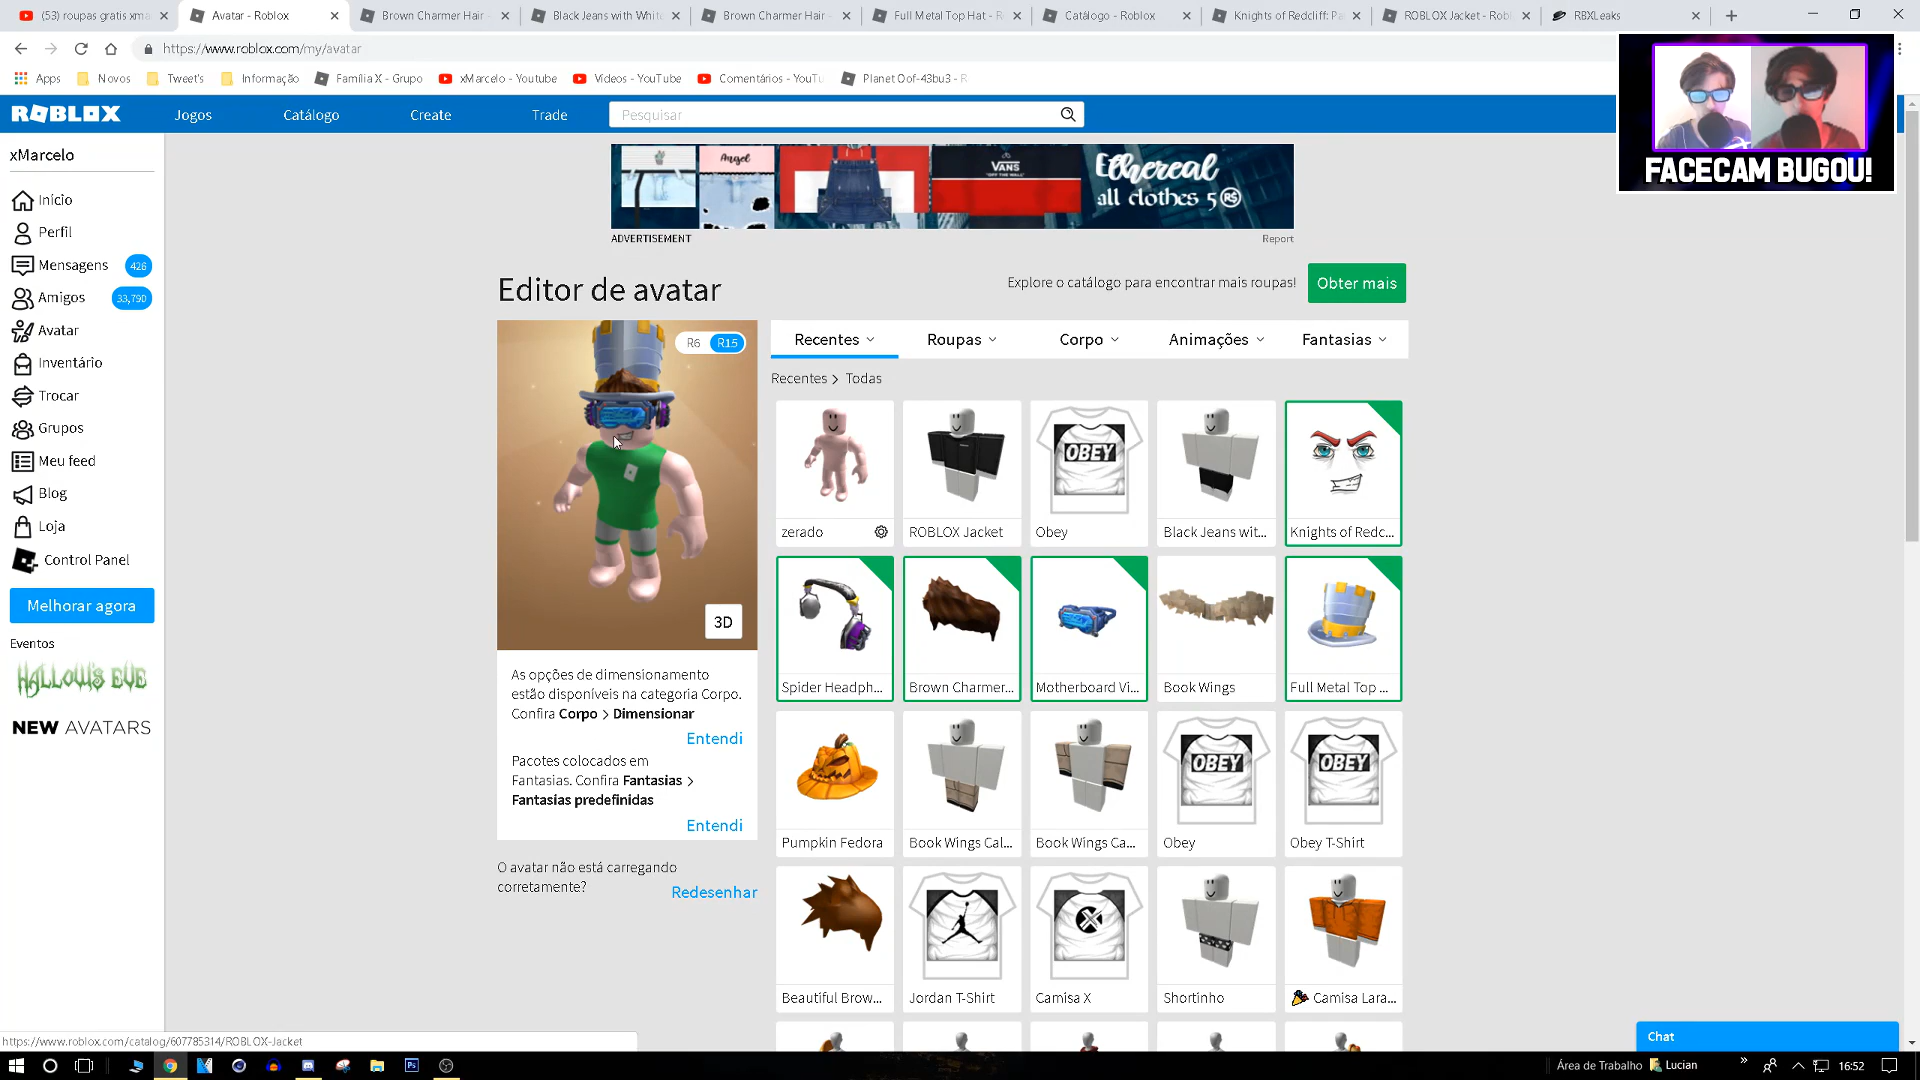 (53) roupas gratis xma
Avatar - Roblox
Brown Charmer Hair -
Black Jeans with White
Brown Charmer Hair -
Full Metal Top Hat - R
Catálogo - Roblox
Knights of Redcliff: Pa
ROBLOX Jacket - Robl
RBXLeaks
https://www.roblox.com/my/avatar
Apps
Novos
Tweet's
Informação
Família X - Grupo
xMarcelo - Youtube
Vídeos - YouTube
Comentários - YouTu
Planet Oof-43bu3 - R
FACECAM BUGOU!
ROBLOX
Jogos
Catálogo
Create
Trade
Pesquisar
xMarcelo
Início
Perfil
Mensagens
426
Amigos
33,790
Avatar
Inventário
Trocar
Grupos
Meu feed
Blog
Loja
Control Panel
Melhorar agora
Eventos
HALLOW'S EVE
NEW AVATARS
Angel
VANS
"OFF THE WALL"
Ethereal
all clothes 5 R$
ADVERTISEMENT
Report
Editor de avatar
Explore o catálogo para encontrar mais roupas!
Obter mais
R6
R15
3D
As opções de dimensionamento
estão disponíveis na categoria Corpo.
Confira Corpo > Dimensionar
Entendi
Pacotes colocados em
Fantasias. Confira Fantasias >
Fantasias predefinidas
Entendi
O avatar não está carregando
corretamente?
Redesenhar
Recentes
Roupas
Corpo
Animações
Fantasias
Recentes > Todas
OBEY
zerado
ROBLOX Jacket
Obey
Black Jeans wit...
Knights of Redc...
Spider Headph...
Brown Charmer...
Motherboard Vi...
Book Wings
Full Metal Top ...
OBEY
OBEY
Pumpkin Fedora
Book Wings Cal...
Book Wings Ca...
Obey
Obey T-Shirt
Beautiful Brow...
Jordan T-Shirt
Camisa X
Shortinho
Camisa Lara...
https://www.roblox.com/catalog/607785314/ROBLOX-Jacket
Chat
Área de Trabalho
Lucian
16:52